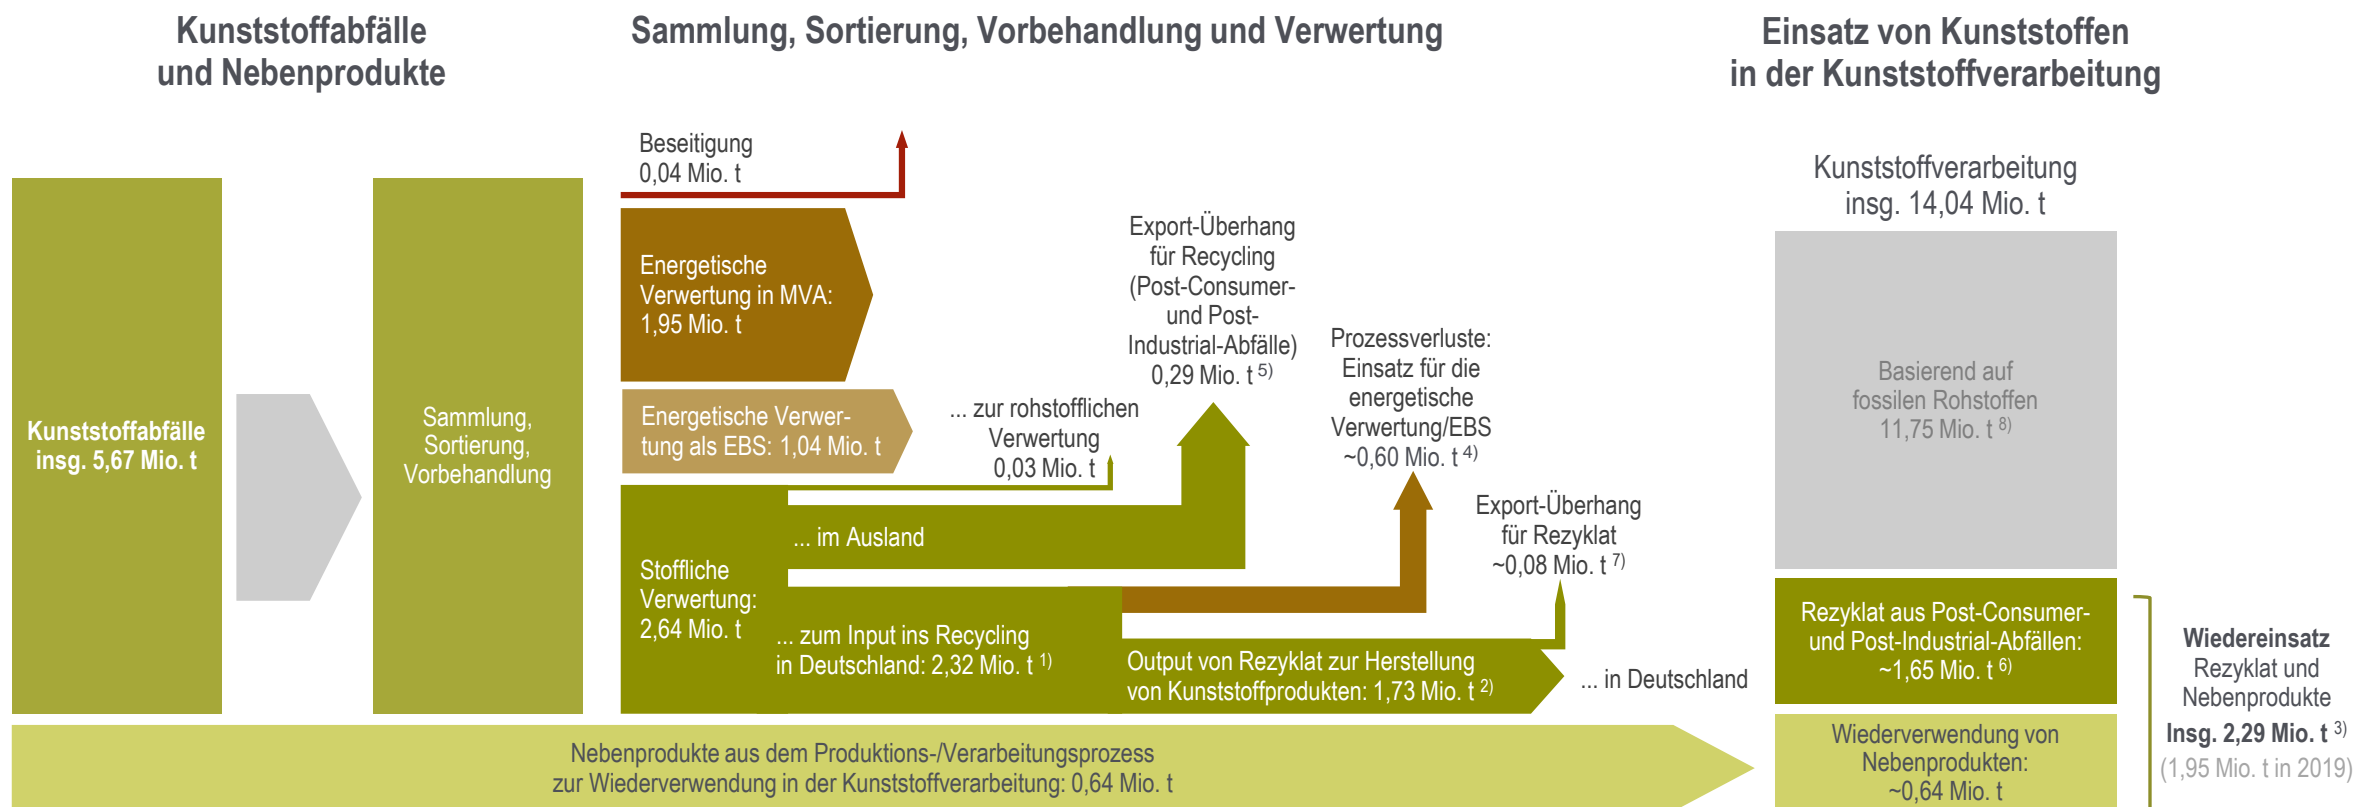 Kunststoffabfälle
und Nebenprodukte
Sammlung, Sortierung, Vorbehandlung und Verwertung
Einsatz von Kunststoffen
in der Kunststoffverarbeitung
Kunststoffabfälle
insg. 5,67 Mio. t
Sammlung,
Sortierung,
Vorbehandlung
Beseitigung
0,04 Mio. t
Energetische
Verwertung in MVA:
1,95 Mio. t
Energetische Verwer-
tung als EBS: 1,04 Mio. t
Stoffliche
Verwertung:
2,64 Mio. t
... zur rohstofflichen
Verwertung
0,03 Mio. t
... im Ausland
Export-Überhang
für Recycling
(Post-Consumer-
und Post-
Industrial-Abfälle)
0,29 Mio. t 5)
... zum Input ins Recycling
in Deutschland: 2,32 Mio. t 1)
Prozessverluste:
Einsatz für die
energetische
Verwertung/EBS
~0,60 Mio. t 4)
Output von Rezyklat zur Herstellung
von Kunststoffprodukten: 1,73 Mio. t 2)
Export-Überhang
für Rezyklat
~0,08 Mio. t 7)
... in Deutschland
Nebenprodukte aus dem Produktions-/Verarbeitungsprozess
zur Wiederverwendung in der Kunststoffverarbeitung: 0,64 Mio. t
Kunststoffverarbeitung
insg. 14,04 Mio. t
Basierend auf
fossilen Rohstoffen
11,75 Mio. t 8)
Rezyklat aus Post-Consumer-
und Post-Industrial-Abfällen:
~1,65 Mio. t 6)
Wiederverwendung von
Nebenprodukten:
~0,64 Mio. t
Wiedereinsatz
Rezyklat und
Nebenprodukte
Insg. 2,29 Mio. t 3)
(1,95 Mio. t in 2019)